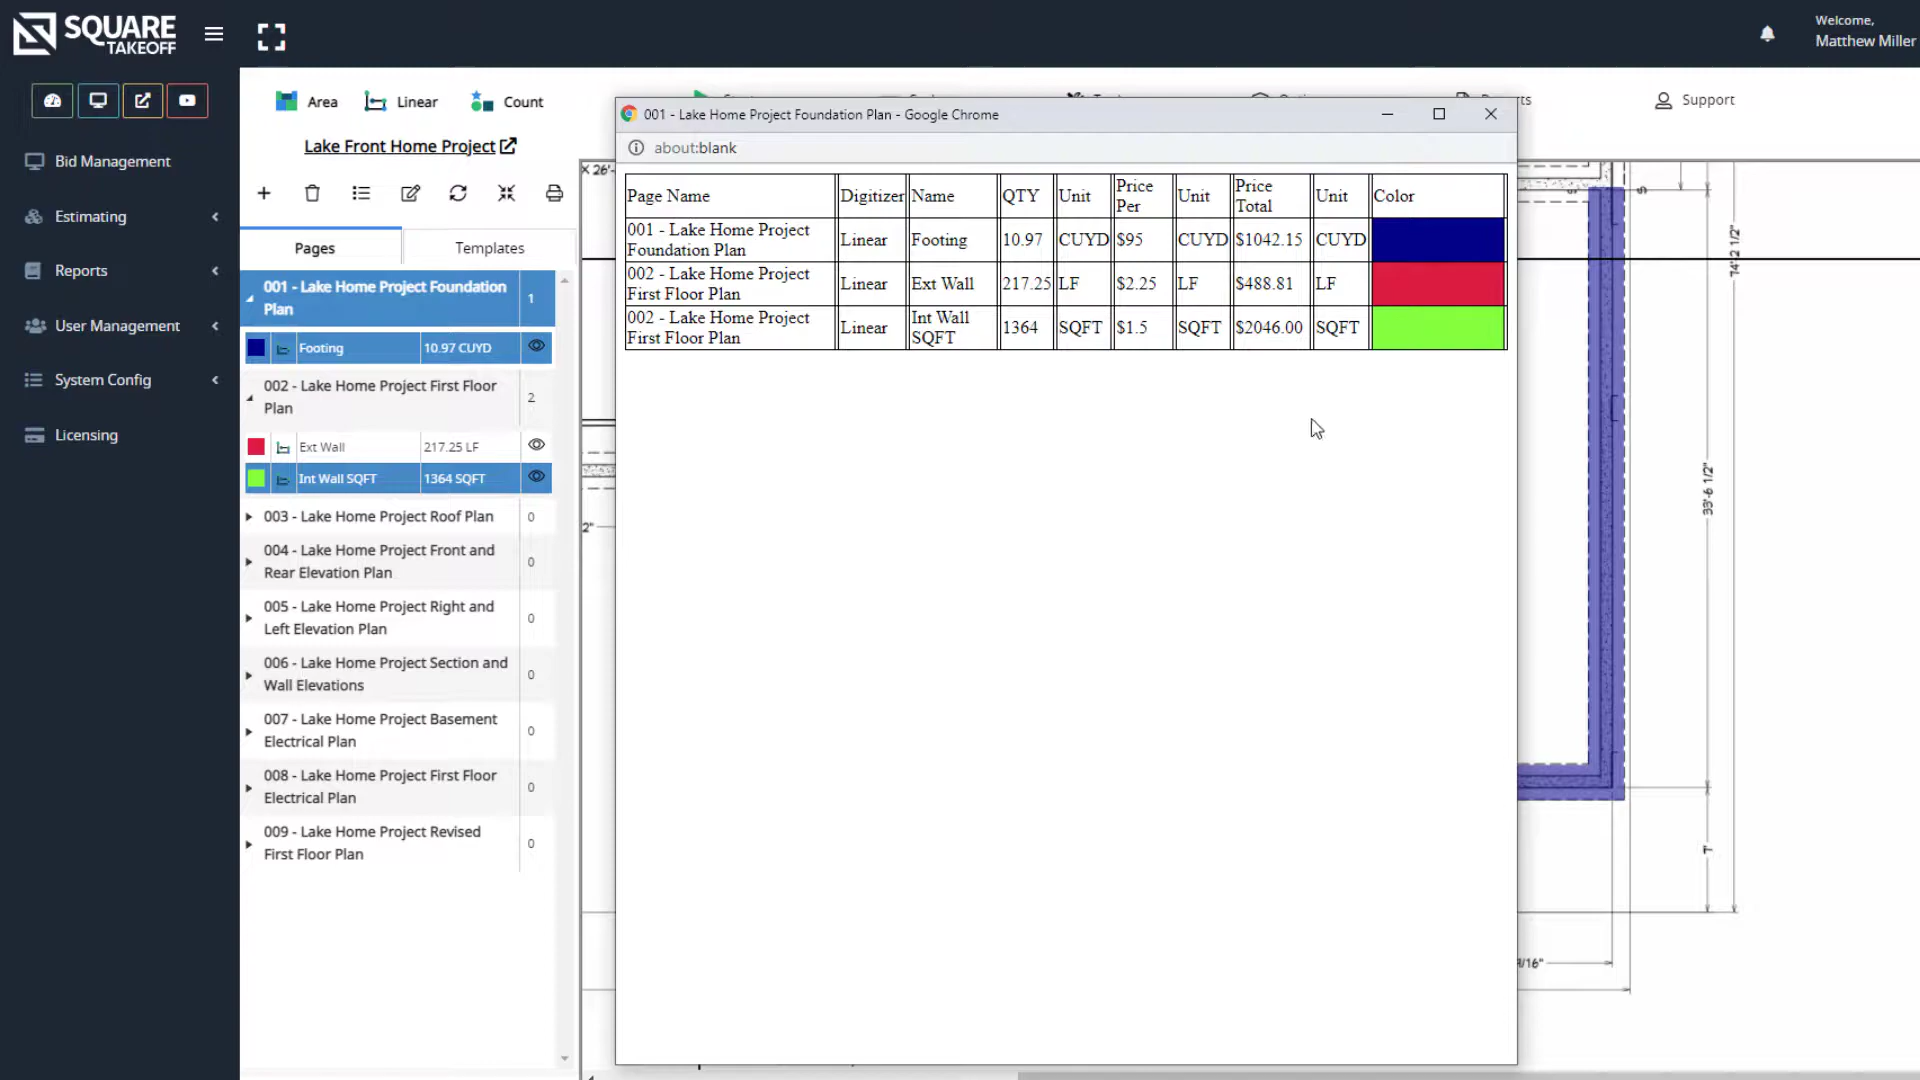 SQUARE
TAKEOFF
Welcome,
Matthew Miller
Area
Linear
Count
Support
Lake Front Home Project
Bid Management
Estimating
Reports
User Management
System Config
Licensing
Pages
Templates
001 - Lake Home Project Foundation
Plan
1
Footing
10.97 CUYD
002 - Lake Home Project First Floor
Plan
2
Ext Wall
217.25 LF
Int Wall SQFT
1364 SQFT
003 - Lake Home Project Roof Plan
0
004 - Lake Home Project Front and
Rear Elevation Plan
0
005 - Lake Home Project Right and
Left Elevation Plan
0
006 - Lake Home Project Section and
Wall Elevations
0
007 - Lake Home Project Basement
Electrical Plan
0
008 - Lake Home Project First Floor
Electrical Plan
0
009 - Lake Home Project Revised
First Floor Plan
0
001 - Lake Home Project Foundation Plan - Google Chrome
about:blank
Page Name Digitizer Name QTY Unit Price Per Unit Price Total Unit Color
001 - Lake Home Project Foundation Plan Linear Footing 10.97 CUYD $95 CUYD $1042.15 CUYD
002 - Lake Home Project First Floor Plan Linear Ext Wall 217.25 LF $2.25 LF $488.81 LF
002 - Lake Home Project First Floor Plan Linear Int Wall SQFT 1364 SQFT $1.5 SQFT $2046.00 SQFT
74'-2 1/2"
33'-6 1/2"
7'